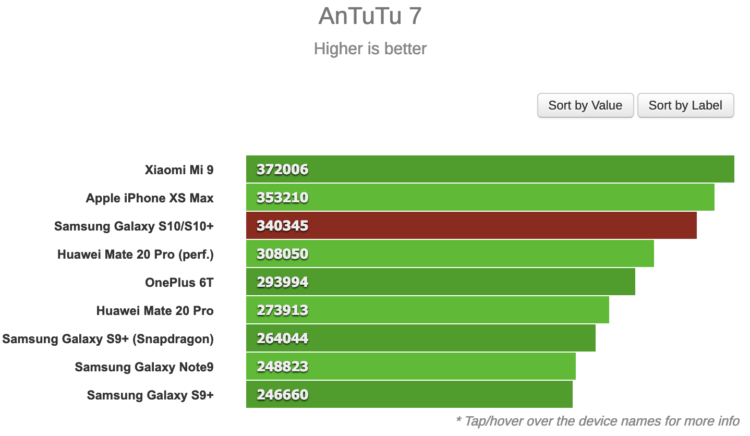 AnTuTu 7
Higher is better
Sort by Value Sort by Label
Xiaomi Mi 9 372006
Apple iPhone XS Max 353210
Samsung Galaxy S10/S10+ 340345
Huawei Mate 20 Pro (perf.) 308050
OnePlus 6T 293994
Huawei Mate 20 Pro 273913
Samsung Galaxy S9+ (Snapdragon) 264044
Samsung Galaxy Note9 248823
Samsung Galaxy S9+ 246660
* Tap/hover over the device names for more info